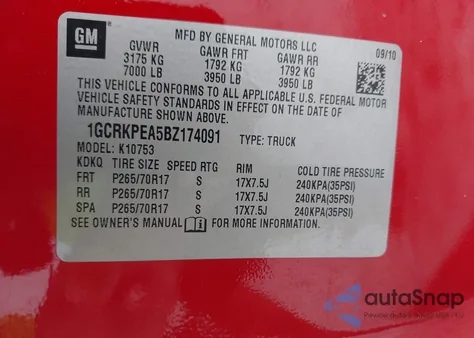 GM
MFD BY GENERAL MOTORS LLC
09/10
GVWR GAWR FRT GAWR RR
3175 KG 1792 KG 1792 KG
7000 LB 3950 LB 3950 LB
THIS VEHICLE CONFORMS TO ALL APPLICABLE U.S. FEDERAL MOTOR
VEHICLE SAFETY STANDARDS IN EFFECT ON THE DATE OF
MANUFACTURE SHOWN ABOVE.
1GCRKPEA5BZ174091 TYPE: TRUCK
MODEL: K10753
KDKQ TIRE SIZE SPEED RTG RIM COLD TIRE PRESSURE
FRT P265/70R17 S 17X7.5J 240KPA(35PSI)
RR P265/70R17 S 17X7.5J 240KPA(35PSI)
SPA P265/70R17 S 17X7.5J 240KPA(35PSI)
SEE OWNER'S MANUAL FOR MORE INFORMATION.
autoSnap